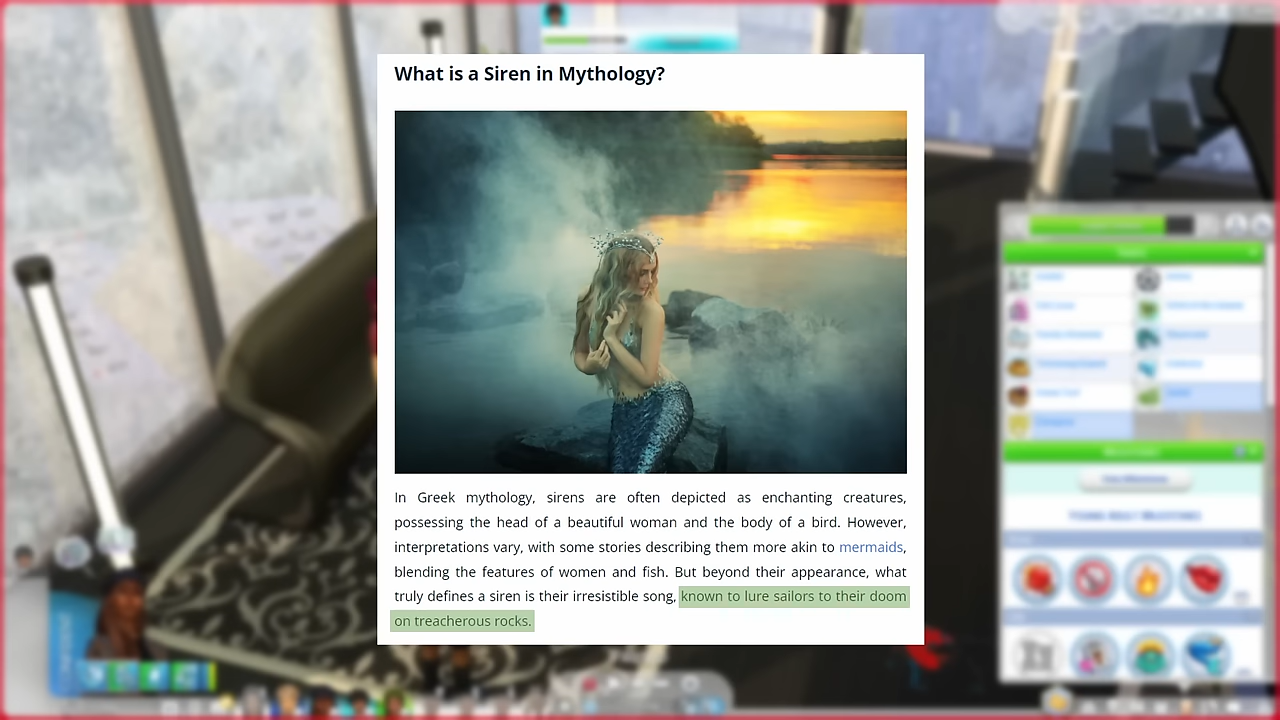 What is a Siren in Mythology?
In Greek mythology, sirens are often depicted as enchanting creatures,
possessing the head of a beautiful woman and the body of a bird. However,
interpretations vary, with some stories describing them more akin to mermaids,
blending the features of women and fish. But beyond their appearance, what
truly defines a siren is their irresistible song, known to lure sailors to their doom
on treacherous rocks.